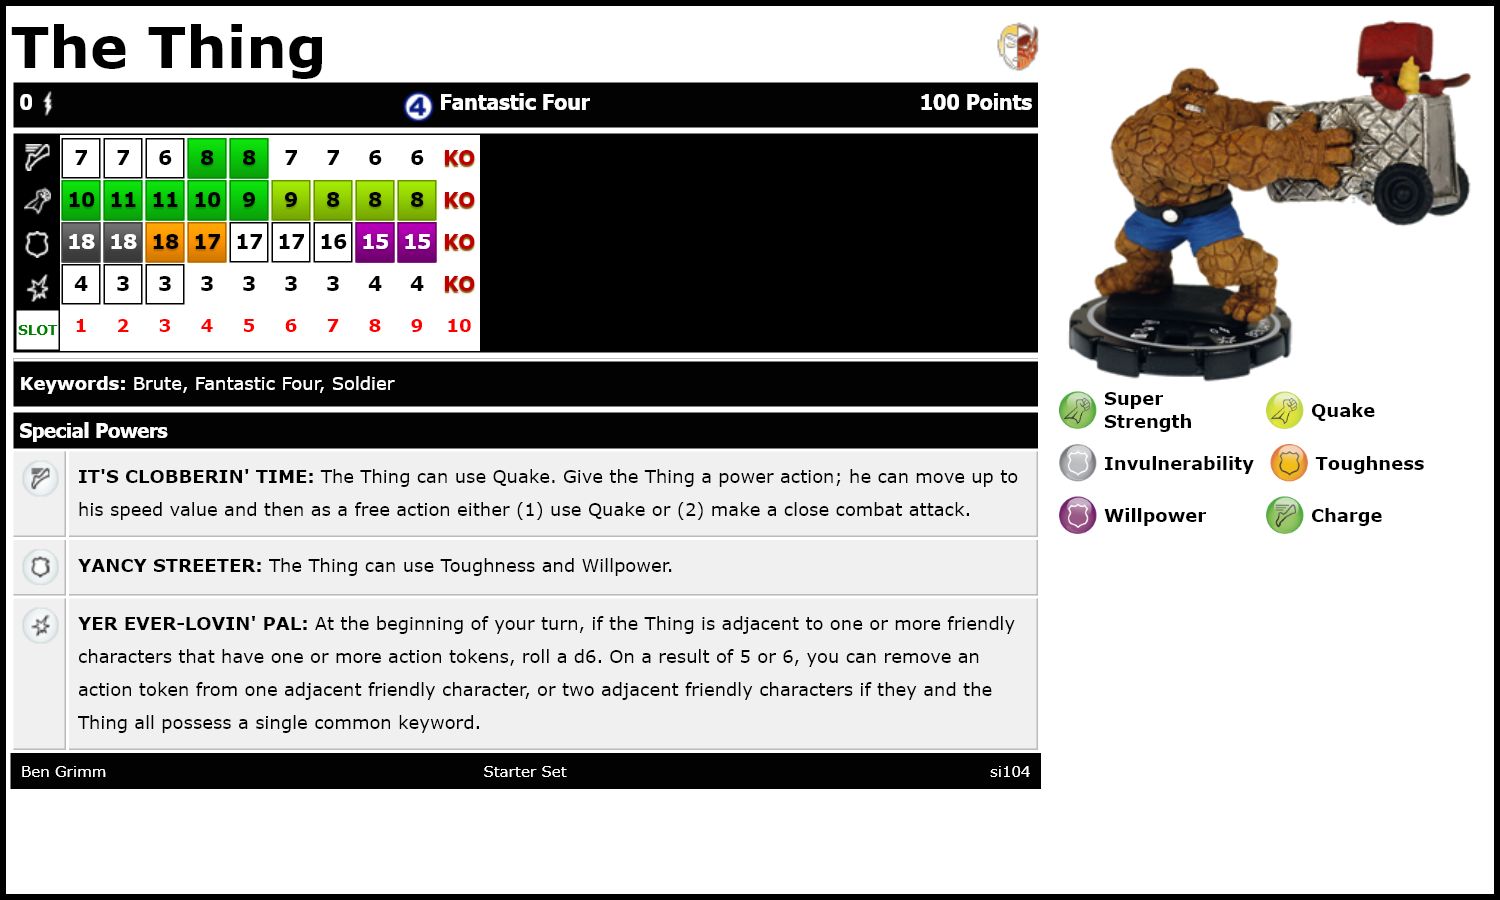 The Thing
0 4 Fantastic Four 100 Points
7 7 6 8 8 7 7 6 6 KO
10 11 11 10 9 9 8 8 8 KO
18 18 18 17 17 17 16 15 15 KO
4 3 3 3 3 3 3 4 4 KO
SLOT 1 2 3 4 5 6 7 8 9 10
Keywords: Brute, Fantastic Four, Soldier
Special Powers
IT'S CLOBBERIN' TIME: The Thing can use Quake. Give the Thing a power action; he can move up to
his speed value and then as a free action either (1) use Quake or (2) make a close combat attack.
YANCY STREETER: The Thing can use Toughness and Willpower.
YER EVER-LOVIN' PAL: At the beginning of your turn, if the Thing is adjacent to one or more friendly
characters that have one or more action tokens, roll a d6. On a result of 5 or 6, you can remove an
action token from one adjacent friendly character, or two adjacent friendly characters if they and the
Thing all possess a single common keyword.
Ben Grimm Starter Set si104
Super
Strength
Quake
Invulnerability
Toughness
Willpower
Charge